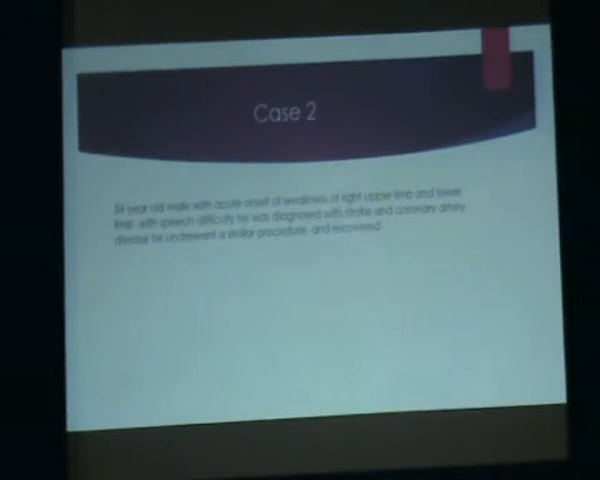 Case 2
34 year old male with acute onset of weakness of right upper limb and lower
limb with speech difficulty he was diagnosed with stroke and coronary artery
disease he underwent a similar procedure and recovered